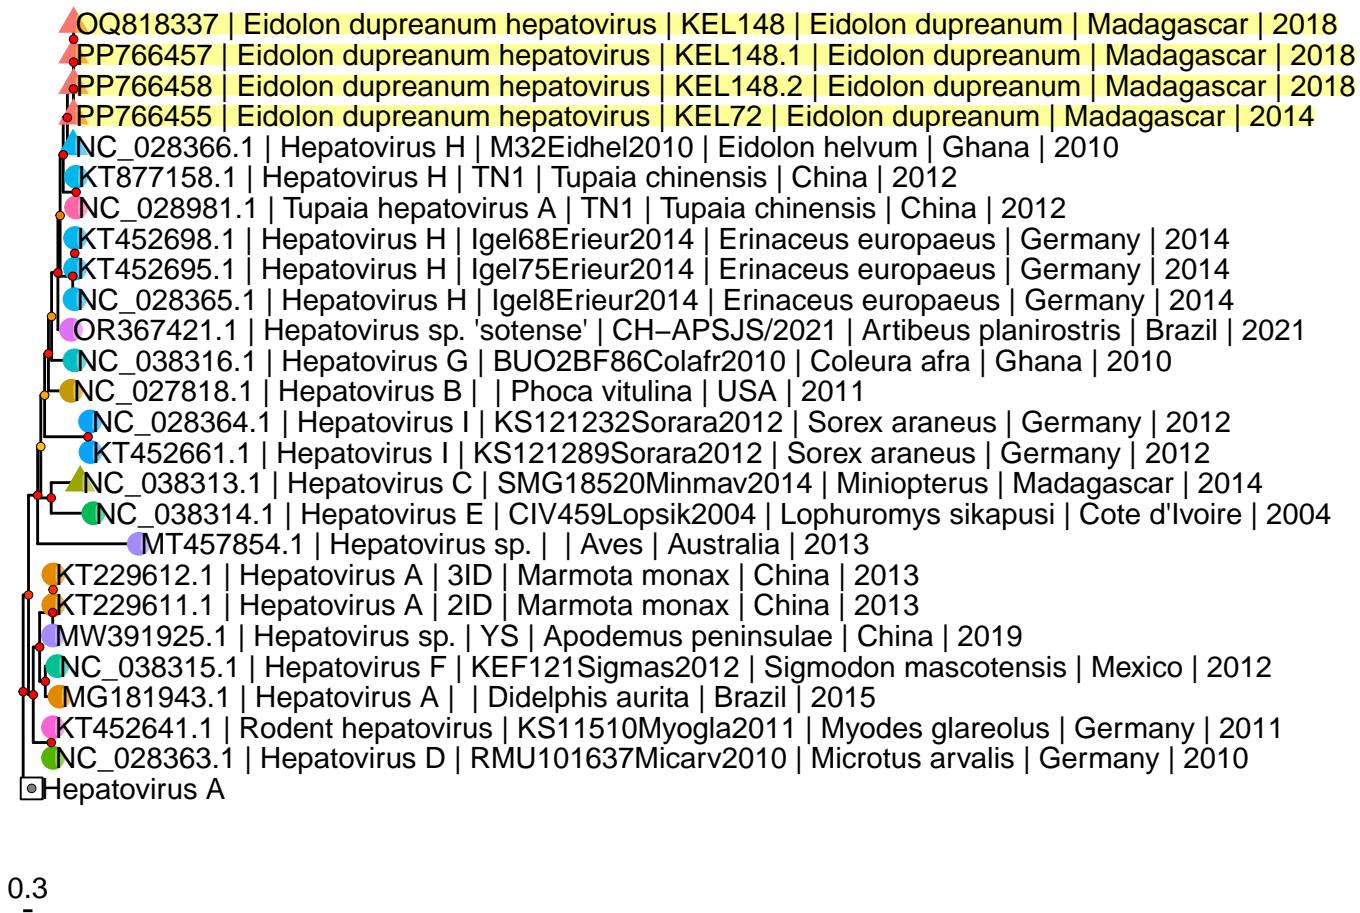 OQ818337 | Eidolon dupreanum hepatovirus | KEL148 | Eidolon dupreanum | Madagascar | 2018
PP766457 | Eidolon dupreanum hepatovirus | KEL148.1 | Eidolon dupreanum | Madagascar | 2018
PP766458 | Eidolon dupreanum hepatovirus | KEL148.2 | Eidolon dupreanum | Madagascar | 2018
PP766455 | Eidolon dupreanum hepatovirus | KEL72 | Eidolon dupreanum | Madagascar | 2014
NC_028366.1 | Hepatovirus H | M32Eidhel2010 | Eidolon helvum | Ghana | 2010
KT877158.1 | Hepatovirus H | TN1 | Tupaia chinensis | China | 2012
NC_028981.1 | Tupaia hepatovirus A | TN1 | Tupaia chinensis | China | 2012
KT452698.1 | Hepatovirus H | Igel68Erieur2014 | Erinaceus europaeus | Germany | 2014
KT452695.1 | Hepatovirus H | Igel75Erieur2014 | Erinaceus europaeus | Germany | 2014
NC_028365.1 | Hepatovirus H | Igel8Erieur2014 | Erinaceus europaeus | Germany | 2014
OR367421.1 | Hepatovirus sp. 'sotense' | CH−APSJS/2021 | Artibeus planirostris | Brazil | 2021
NC_038316.1 | Hepatovirus G | BUO2BF86Colafr2010 | Coleura afra | Ghana | 2010
NC_027818.1 | Hepatovirus B | | Phoca vitulina | USA | 2011
NC_028364.1 | Hepatovirus I | KS121232Sorara2012 | Sorex araneus | Germany | 2012
KT452661.1 | Hepatovirus I | KS121289Sorara2012 | Sorex araneus | Germany | 2012
NC_038313.1 | Hepatovirus C | SMG18520Minmav2014 | Miniopterus | Madagascar | 2014
NC_038314.1 | Hepatovirus E | CIV459Lopsik2004 | Lophuromys sikapusi | Cote d'Ivoire | 2004
MT457854.1 | Hepatovirus sp. | | Aves | Australia | 2013
KT229612.1 | Hepatovirus A | 3ID | Marmota monax | China | 2013
KT229611.1 | Hepatovirus A | 2ID | Marmota monax | China | 2013
MW391925.1 | Hepatovirus sp. | YS | Apodemus peninsulae | China | 2019
NC_038315.1 | Hepatovirus F | KEF121Sigmas2012 | Sigmodon mascotensis | Mexico | 2012
MG181943.1 | Hepatovirus A | | Didelphis aurita | Brazil | 2015
KT452641.1 | Rodent hepatovirus | KS11510Myogla2011 | Myodes glareolus | Germany | 2011
NC_028363.1 | Hepatovirus D | RMU101637Micarv2010 | Microtus arvalis | Germany | 2010
Hepatovirus A
0.3